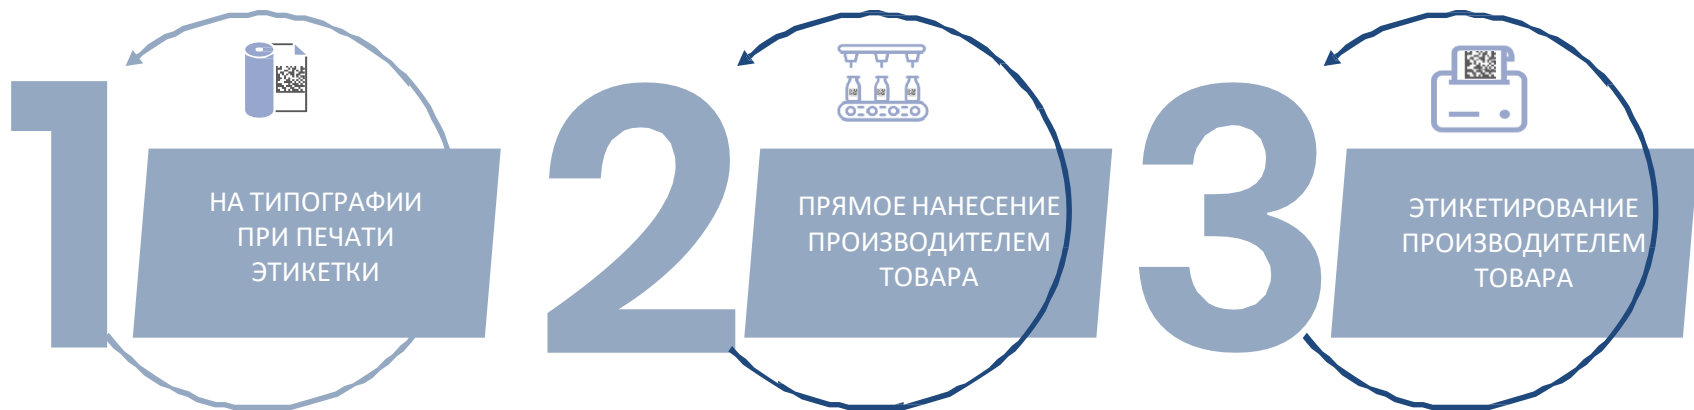 1
НА ТИПОГРАФИИ
ПРИ ПЕЧАТИ
ЭТИКЕТКИ
2
ПРЯМОЕ НАНЕСЕНИЕ
ПРОИЗВОДИТЕЛЕМ
ТОВАРА
3
ЭТИКЕТИРОВАНИЕ
ПРОИЗВОДИТЕЛЕМ
ТОВАРА